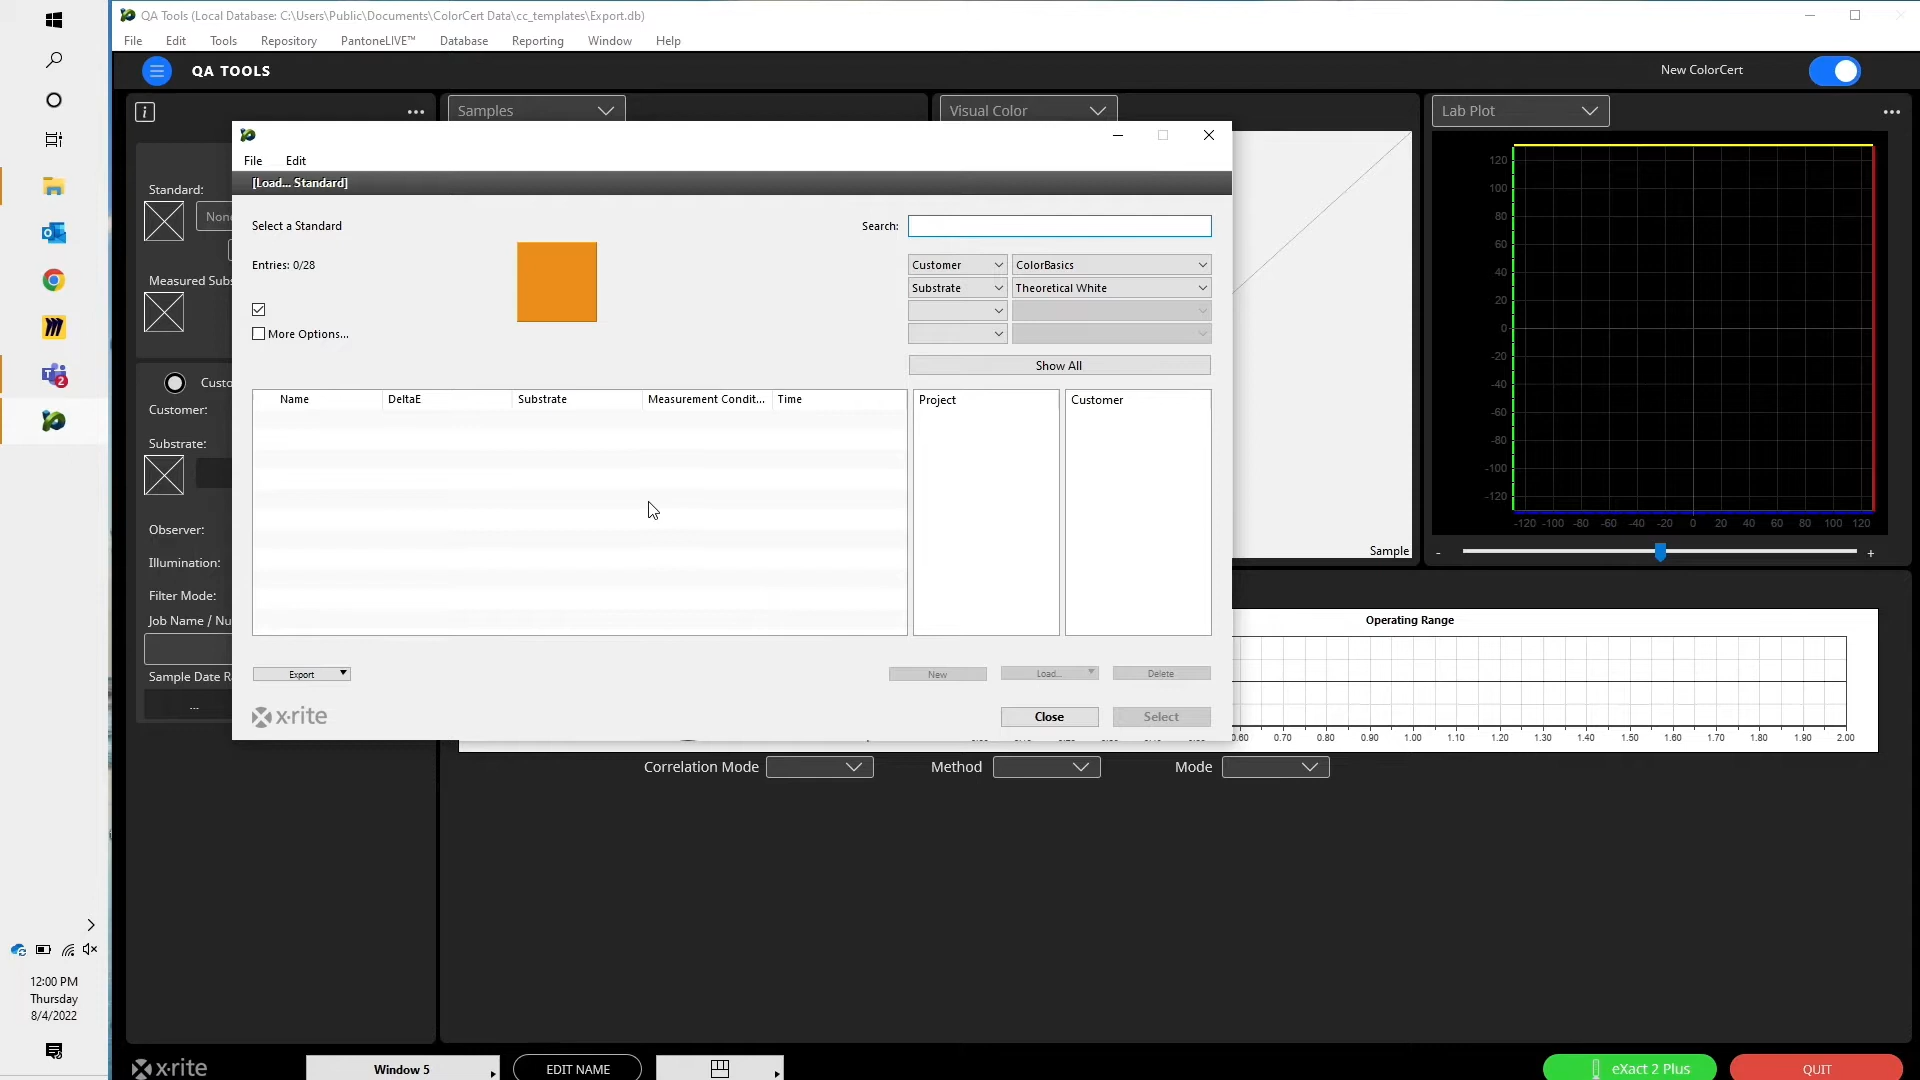 QA Tools (Local Database: C:\Users\Public\Documents\ColorCert Data\cc_templates\Export.db)
File Edit Tools Repository PantoneLIVE™ Database Reporting Window Help
QA TOOLS
New ColorCert
Samples
Visual Color
Lab Plot
File Edit
[Load... Standard]
Standard:
Select a Standard
Search:
Entries: 0/28
Customer ColorBasics
Substrate Theoretical White
More Options...
Show All
Name DeltaE Substrate Measurement Condit... Time
Project
Customer
Customer:
Substrate:
Observer:
Illumination:
Filter Mode:
Job Name / Nu
Sample Date R
...
Export
New
Load...
Delete
x·rite
Close
Select
120
100
80
60
40
20
0
-20
-40
-60
-80
-100
-120
-120 -100 -80 -60 -40 -20 0 20 40 60 80 100 120
Sample
- +
Operating Range
0.60 0.70 0.80 0.90 1.00 1.10 1.20 1.30 1.40 1.50 1.60 1.70 1.80 1.90 2.00
Correlation Mode
Method
Mode
2
12:00 PM
Thursday
8/4/2022
x·rite
Window 5
EDIT NAME
eXact 2 Plus
QUIT